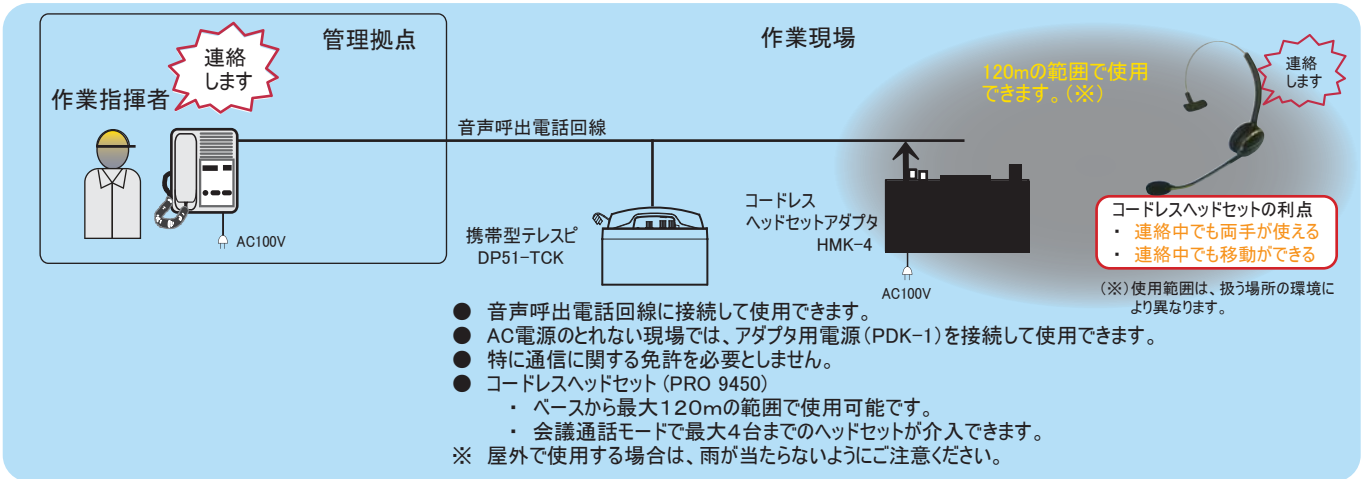 管理拠点
作業現場
連絡
します
作業指揮者
AC100V
音声呼出電話回線
携帯型テレスピ
DP51-TCK
コードレス
ヘッドセットアダプタ
HMK-4
AC100V
120mの範囲で使用
できます。(※)
連絡
します
コードレスヘッドセットの利点
・ 連絡中でも両手が使える
・ 連絡中でも移動ができる
(※)使用範囲は、扱う場所の環境に
より異なります。
● 音声呼出電話回線に接続して使用できます。
● AC電源のとれない現場では、アダプタ用電源(PDK-1)を接続して使用できます。
● 特に通信に関する免許を必要としません。
● コードレスヘッドセット (PRO 9450)
・ ベースから最大120mの範囲で使用可能です。
・ 会議通話モードで最大4台までのヘッドセットが介入できます。
※ 屋外で使用する場合は、雨が当たらないようにご注意ください。